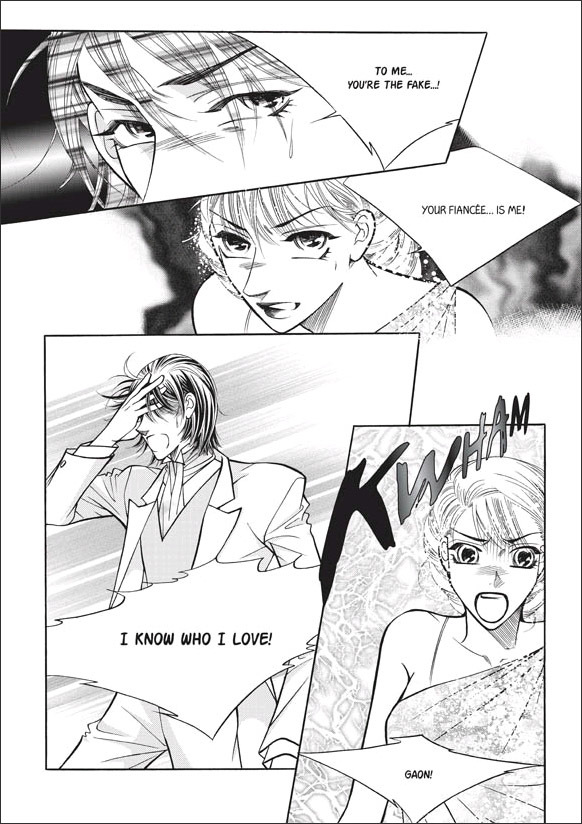 TO ME...
YOU'RE THE FAKE...!
YOUR FIANCÉE... IS ME!
I KNOW WHO I LOVE!
KWHAM
GAON!